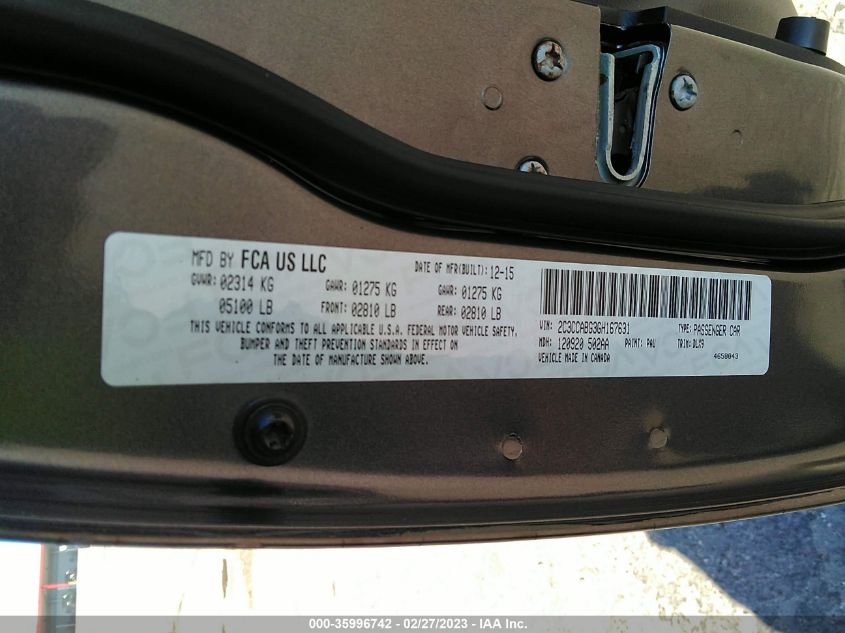 MFD BY FCA US LLC DATE OF MFR(BUILT): 12-15
GVWR: 02314 KG GAWR: 01275 KG GAWR: 01275 KG
05100 LB FRONT: 02810 LB REAR: 02810 LB
THIS VEHICLE CONFORMS TO ALL APPLICABLE U.S.A. FEDERAL MOTOR VEHICLE SAFETY,
BUMPER AND THEFT PREVENTION STANDARDS IN EFFECT ON
THE DATE OF MANUFACTURE SHOWN ABOVE.
VIN: 2C3CCABG3GH167631 TYPE: PASSENGER CAR
MDH: 120920 502AA PAINT: PAU TRIM: DLM9
VEHICLE MADE IN CANADA 4650043
000-35996742 / 02/27/2023 - IAA Inc.